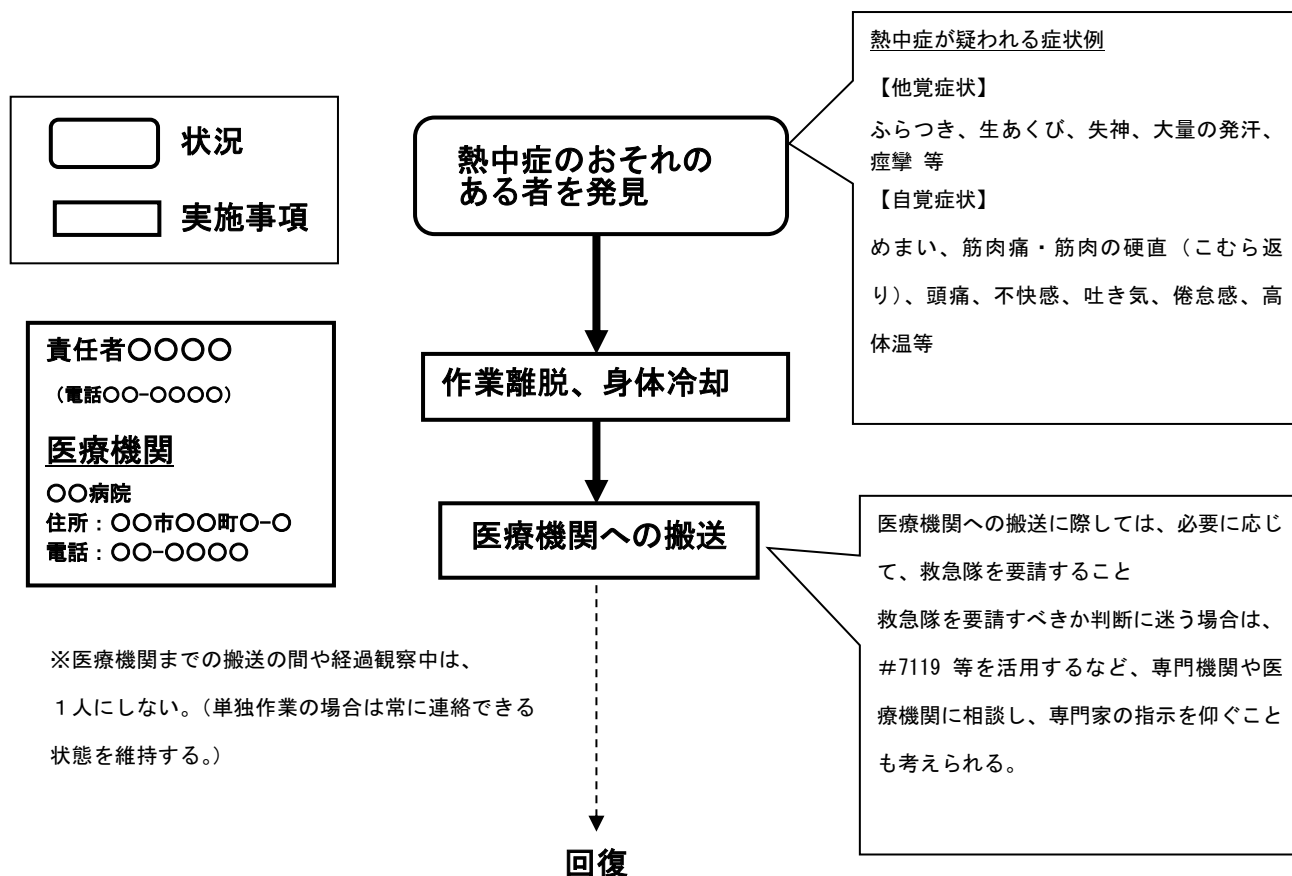 状況
実施事項
責任者〇〇〇〇
（電話〇〇-〇〇〇〇）
医療機関
〇〇病院
住所：〇〇市〇〇町〇-〇
電話：〇〇-〇〇〇〇
熱中症のおそれの
ある者を発見
熱中症が疑われる症状例
【他覚症状】
ふらつき、生あくび、失神、大量の発汗、
痙攣 等
【自覚症状】
めまい、筋肉痛・筋肉の硬直（こむら返
り）、頭痛、不快感、吐き気、倦怠感、高
体温等
作業離脱、身体冷却
医療機関への搬送
医療機関への搬送に際しては、必要に応じ
て、救急隊を要請すること
救急隊を要請すべきか判断に迷う場合は、
＃7119 等を活用するなど、専門機関や医
療機関に相談し、専門家の指示を仰ぐこと
も考えられる。
※医療機関までの搬送の間や経過観察中は、
１人にしない。（単独作業の場合は常に連絡できる
状態を維持する。）
回復